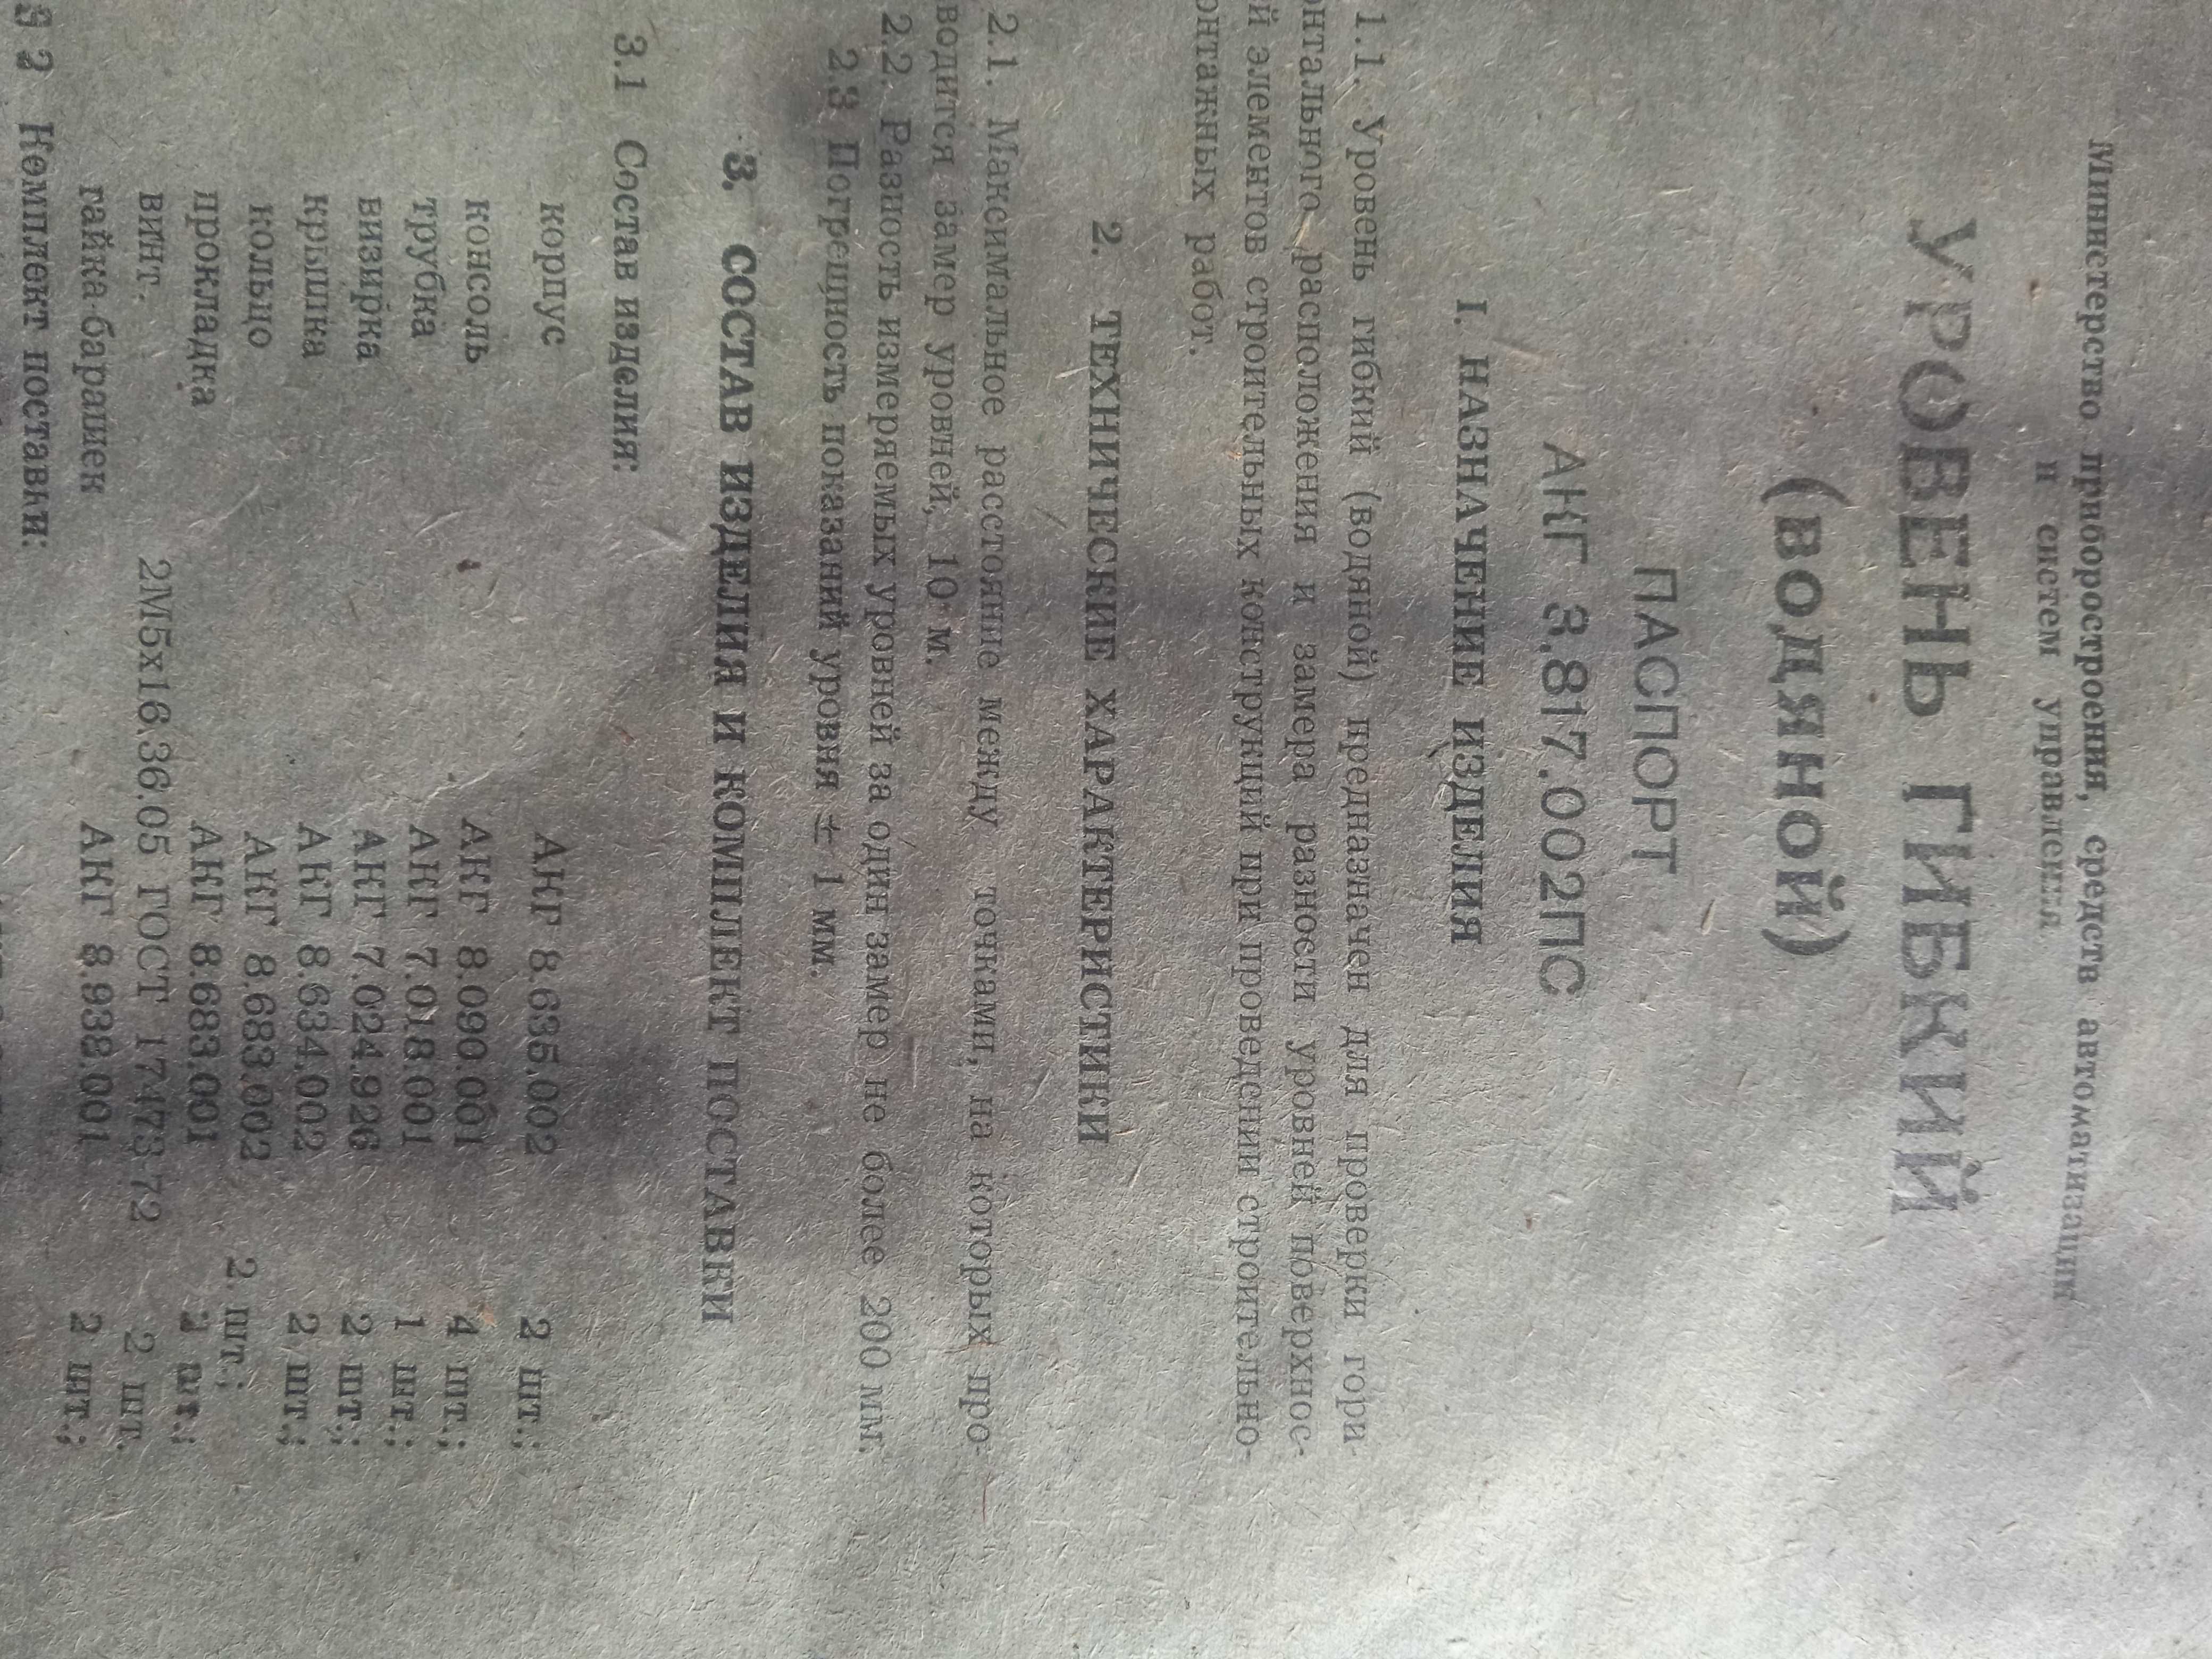 Министерство приборостроения, средств автоматизации
и систем управления
УРОВЕНЬ ГИБКИЙ
(ВОДЯНОЙ)
ПАСПОРТ
АКГ 3.817.002ПС
I. НАЗНАЧЕНИЕ ИЗДЕЛИЯ
1.1. Уровень гибкий (водяной) предназначен для проверки гори-
онтального расположения и замера разности уровней поверхнос-
й элементов строительных конструкций при проведении строительно-
онтажных работ.
2. ТЕХНИЧЕСКИЕ ХАРАКТЕРИСТИКИ
2.1. Максимальное расстояние между точками, на которых про-
водится замер уровней, 10 м.
2.2. Разность измеряемых уровней за один замер не более 200 мм.
2.3 Погрешность показаний уровня ± 1 мм.
3. СОСТАВ ИЗДЕЛИЯ И КОМПЛЕКТ ПОСТАВКИ
3.1 Состав изделия:
корпус АКГ 8.635.002 2 шт.;
консоль АКГ 8.090.001 4 шт.;
трубка АКГ 7.018.001 1 шт.;
визирка АКГ 7.024.926 2 шт.;
крышка АКГ 8.634.002 2 шт.;
кольцо АКГ 8.683.002 2 шт.;
прокладка АКГ 8.683.001 2 шт.;
винт. 2М5х16.36.05 ГОСТ 17473-72 2 шт.
гайка-барашек АКГ 8.938.001 2 шт.;
3 2 Комплект поставки: